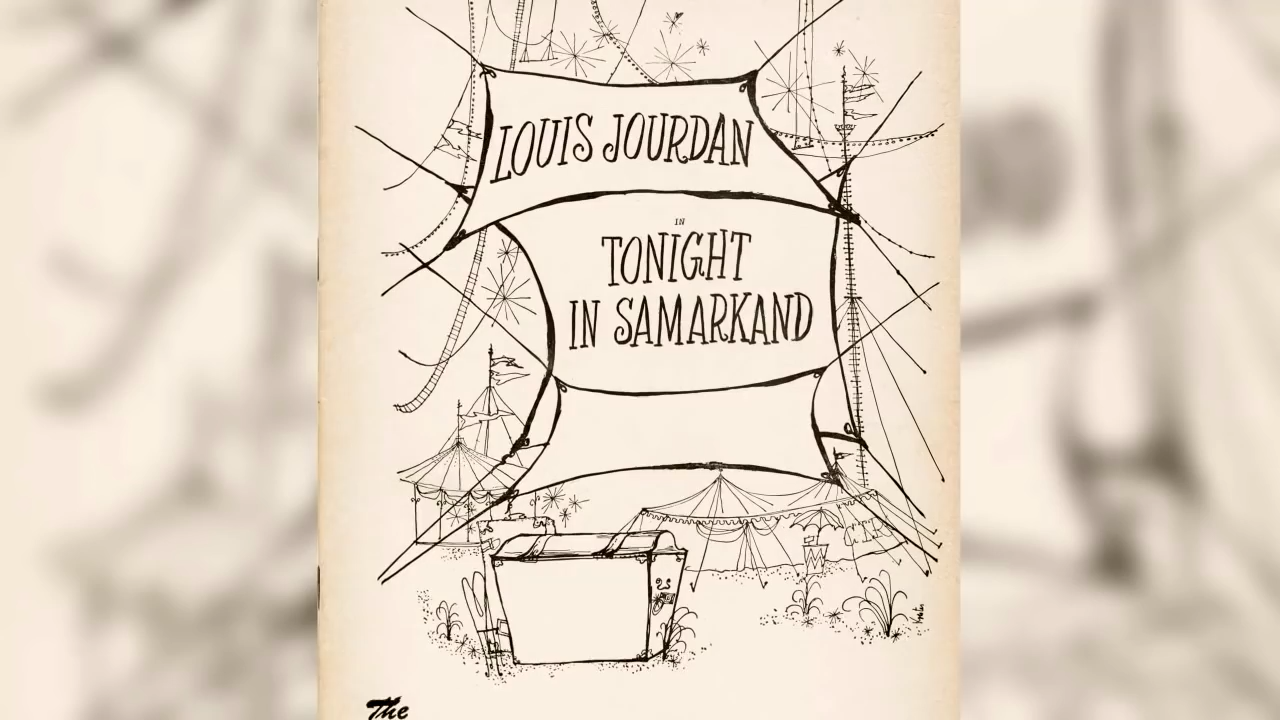 LOUIS JOURDAN
IN
TONIGHT
IN SAMARKAND
The